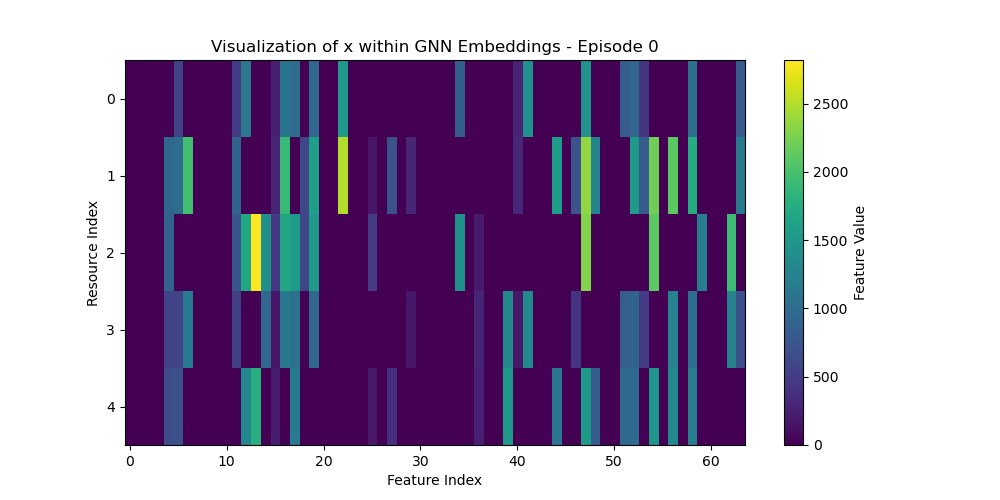 Visualization of x within GNN Embeddings - Episode 0
Resource Index
0
1
2
3
4
0 10 20 30 40 50 60
Feature Index
2500
2000
1500
1000
500
0
Feature Value